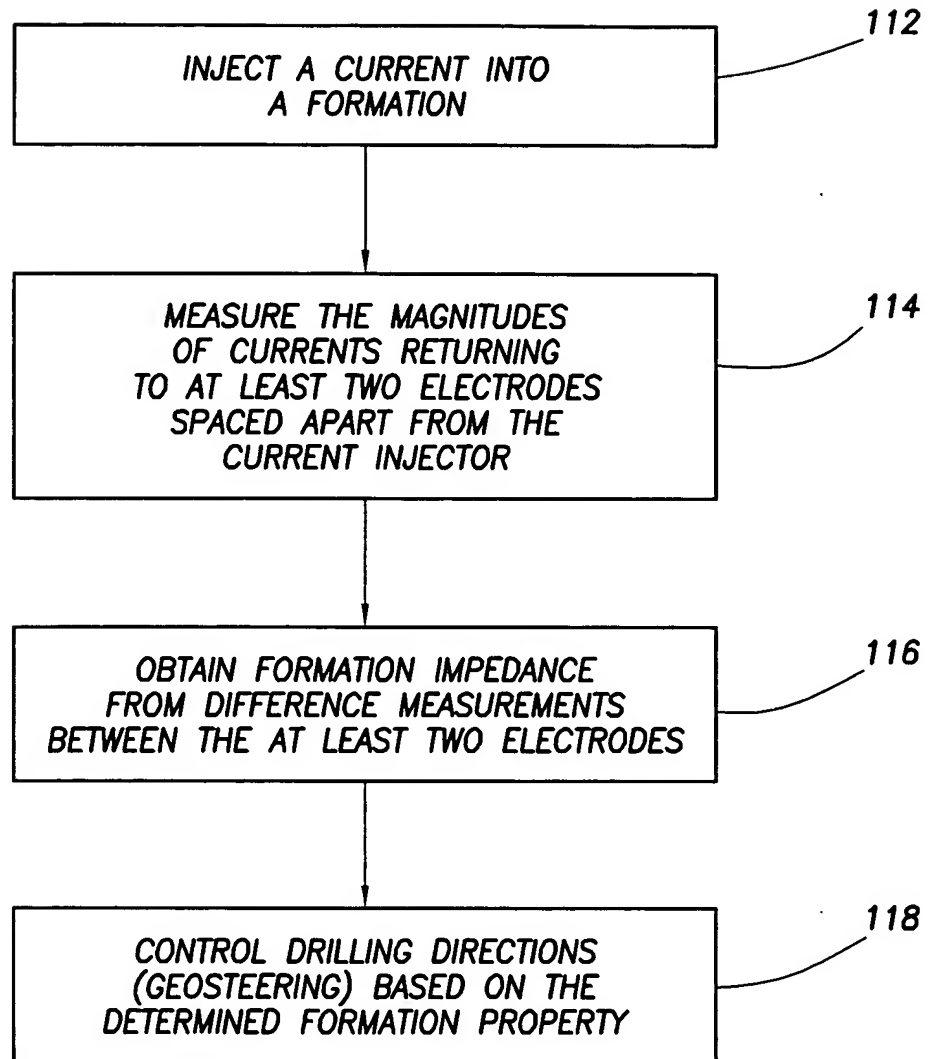 112
INJECT A CURRENT INTO
A FORMATION
114
MEASURE THE MAGNITUDES
OF CURRENTS RETURNING
TO AT LEAST TWO ELECTRODES
SPACED APART FROM THE
CURRENT INJECTOR
116
OBTAIN FORMATION IMPEDANCE
FROM DIFFERENCE MEASUREMENTS
BETWEEN THE AT LEAST TWO ELECTRODES
118
CONTROL DRILLING DIRECTIONS
(GEOSTEERING) BASED ON THE
DETERMINED FORMATION PROPERTY